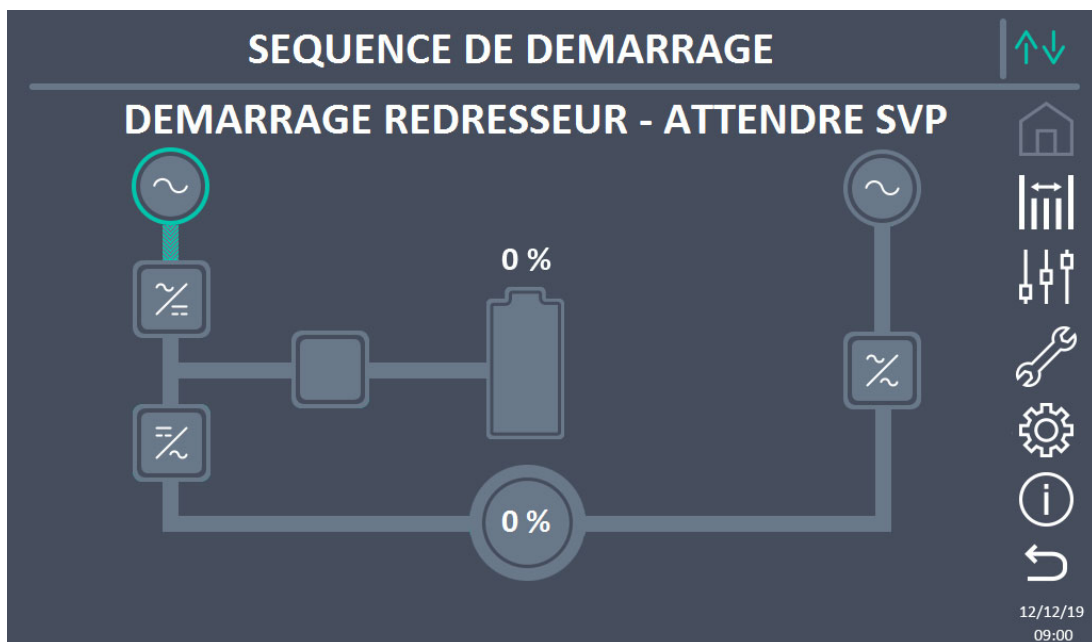 SEQUENCE DE DEMARRAGE
DEMARRAGE REDRESSEUR - ATTENDRE SVP
0 %
0 %
12/12/19
09:00